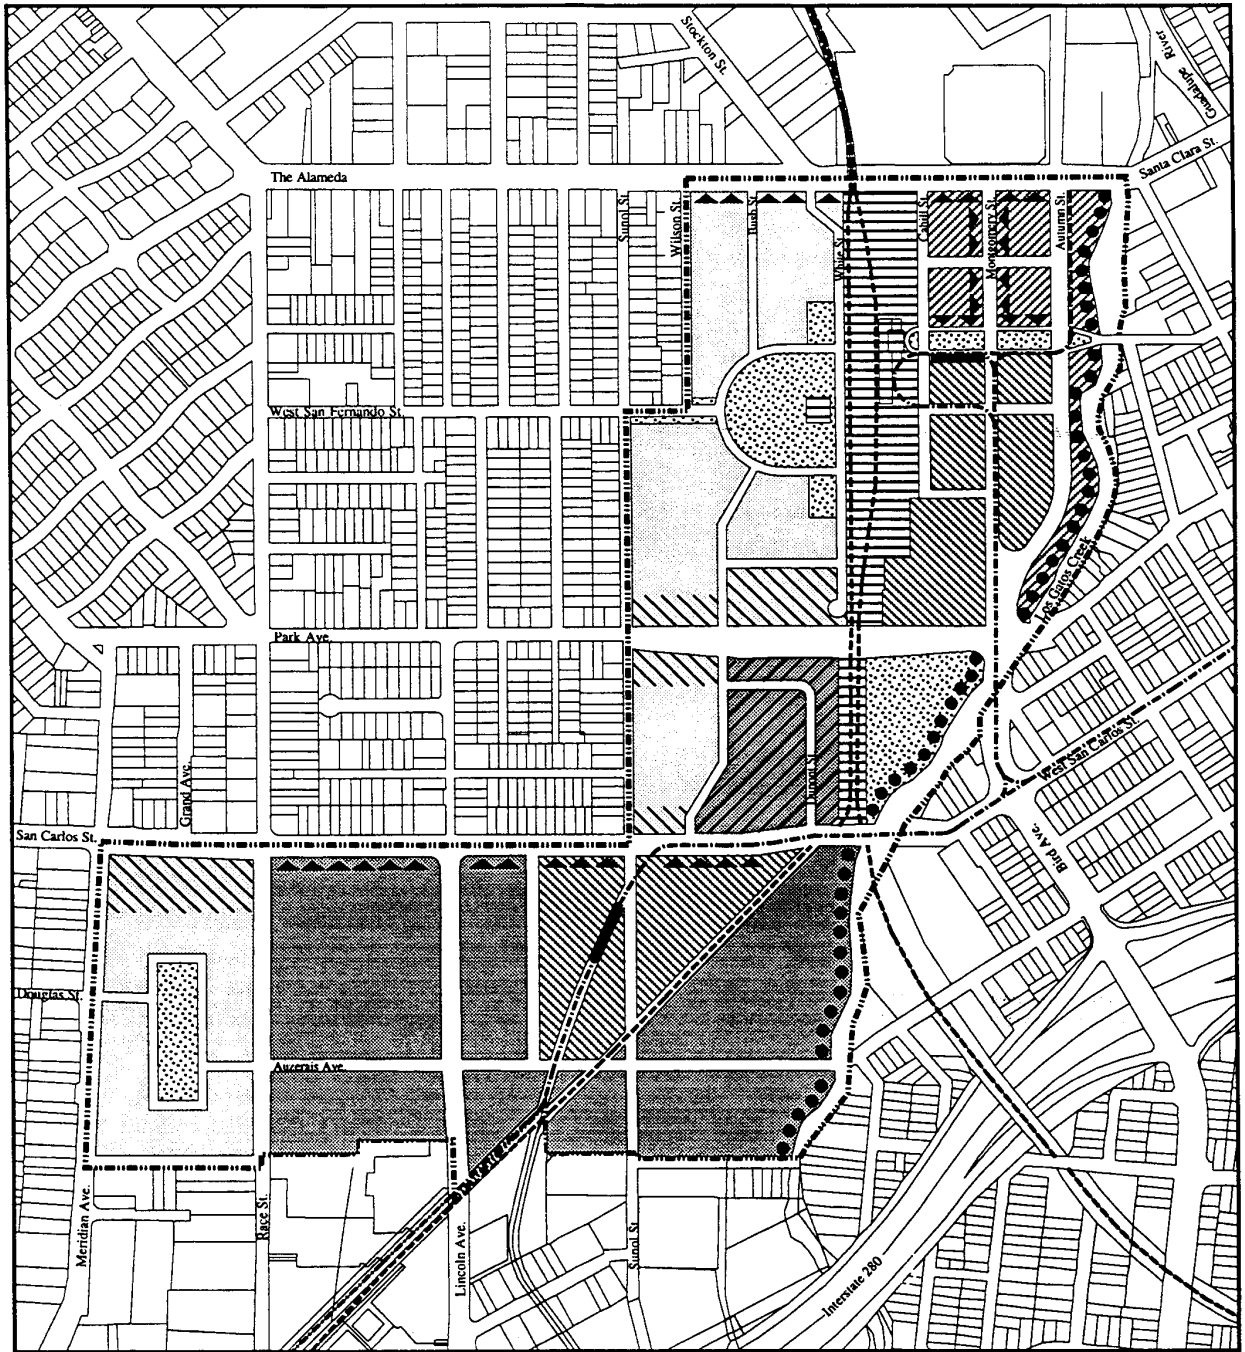 Stockton St.
River
Guadalupe
Santa Clara St.
The Alameda
Sunol St.
Wilson St.
Bush St.
White St.
Cahill St.
Montgomery St.
Autumn St.
West San Fernando St.
Los Gatos Creek
Park Ave.
Grand Ave.
Dupont St.
West San Carlos St.
San Carlos St.
Bird Ave.
Douglas St.
Auzerais Ave.
Meridian Ave.
Race St.
Lincoln Ave.
Sunol St.
Interstate 280